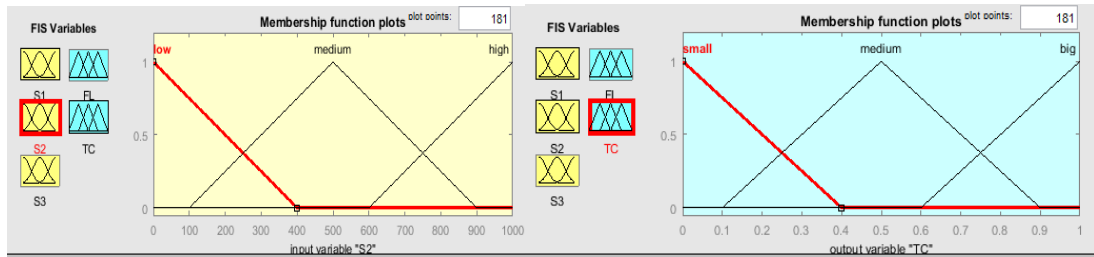 FIS Variables
Membership function plots
plot points:
181
low
medium
high
S1
FL
S2
TC
S3
1
0.5
0
0 100 200 300 400 500 600 700 800 900 1000
input variable "S2"
FIS Variables
Membership function plots
plot points:
181
small
medium
big
S1
FL
S2
TC
S3
1
0.5
0
0 0.1 0.2 0.3 0.4 0.5 0.6 0.7 0.8 0.9 1
output variable "TC"